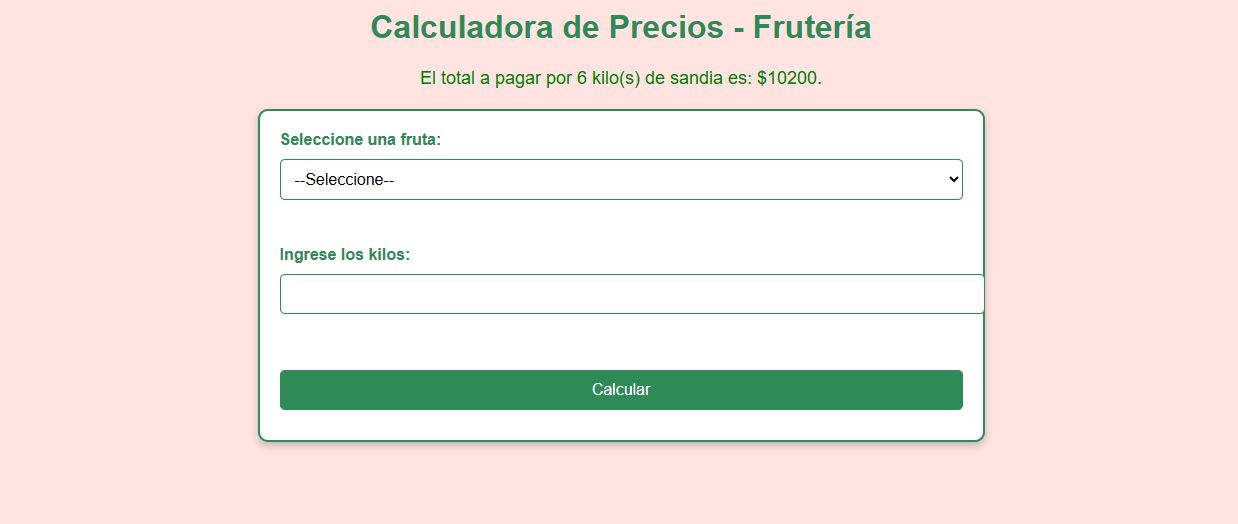 Calculadora de Precios - Frutería
El total a pagar por 6 kilo(s) de sandia es: $10200.
Seleccione una fruta:
--Seleccione--
Ingrese los kilos:
Calcular